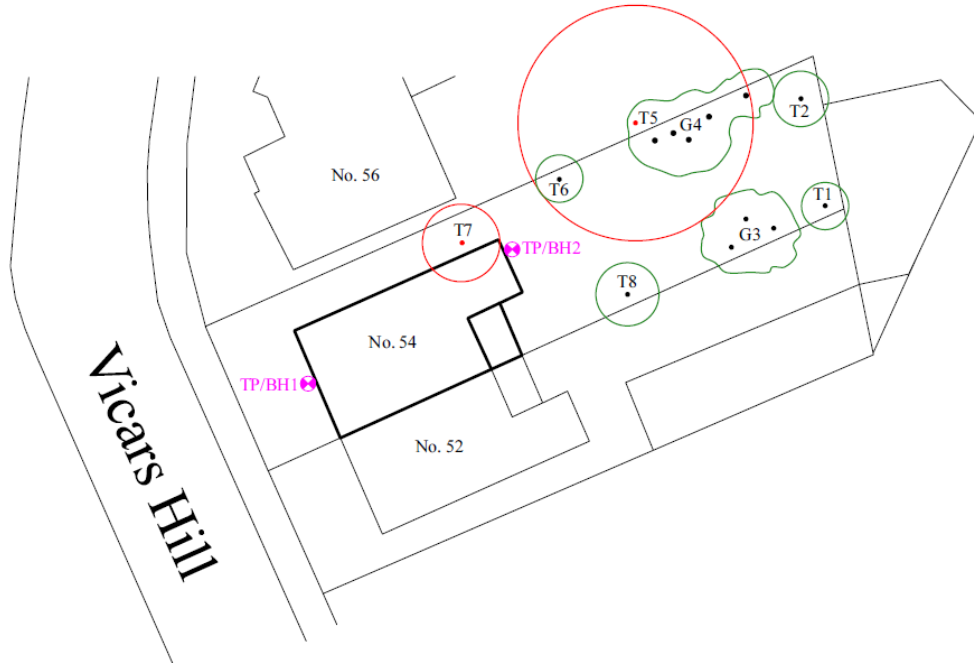 T5
G4
T2
No. 56
T6
T1
T7
G3
TP/BH2
T8
No. 54
TP/BH1
No. 52
Vicars Hill